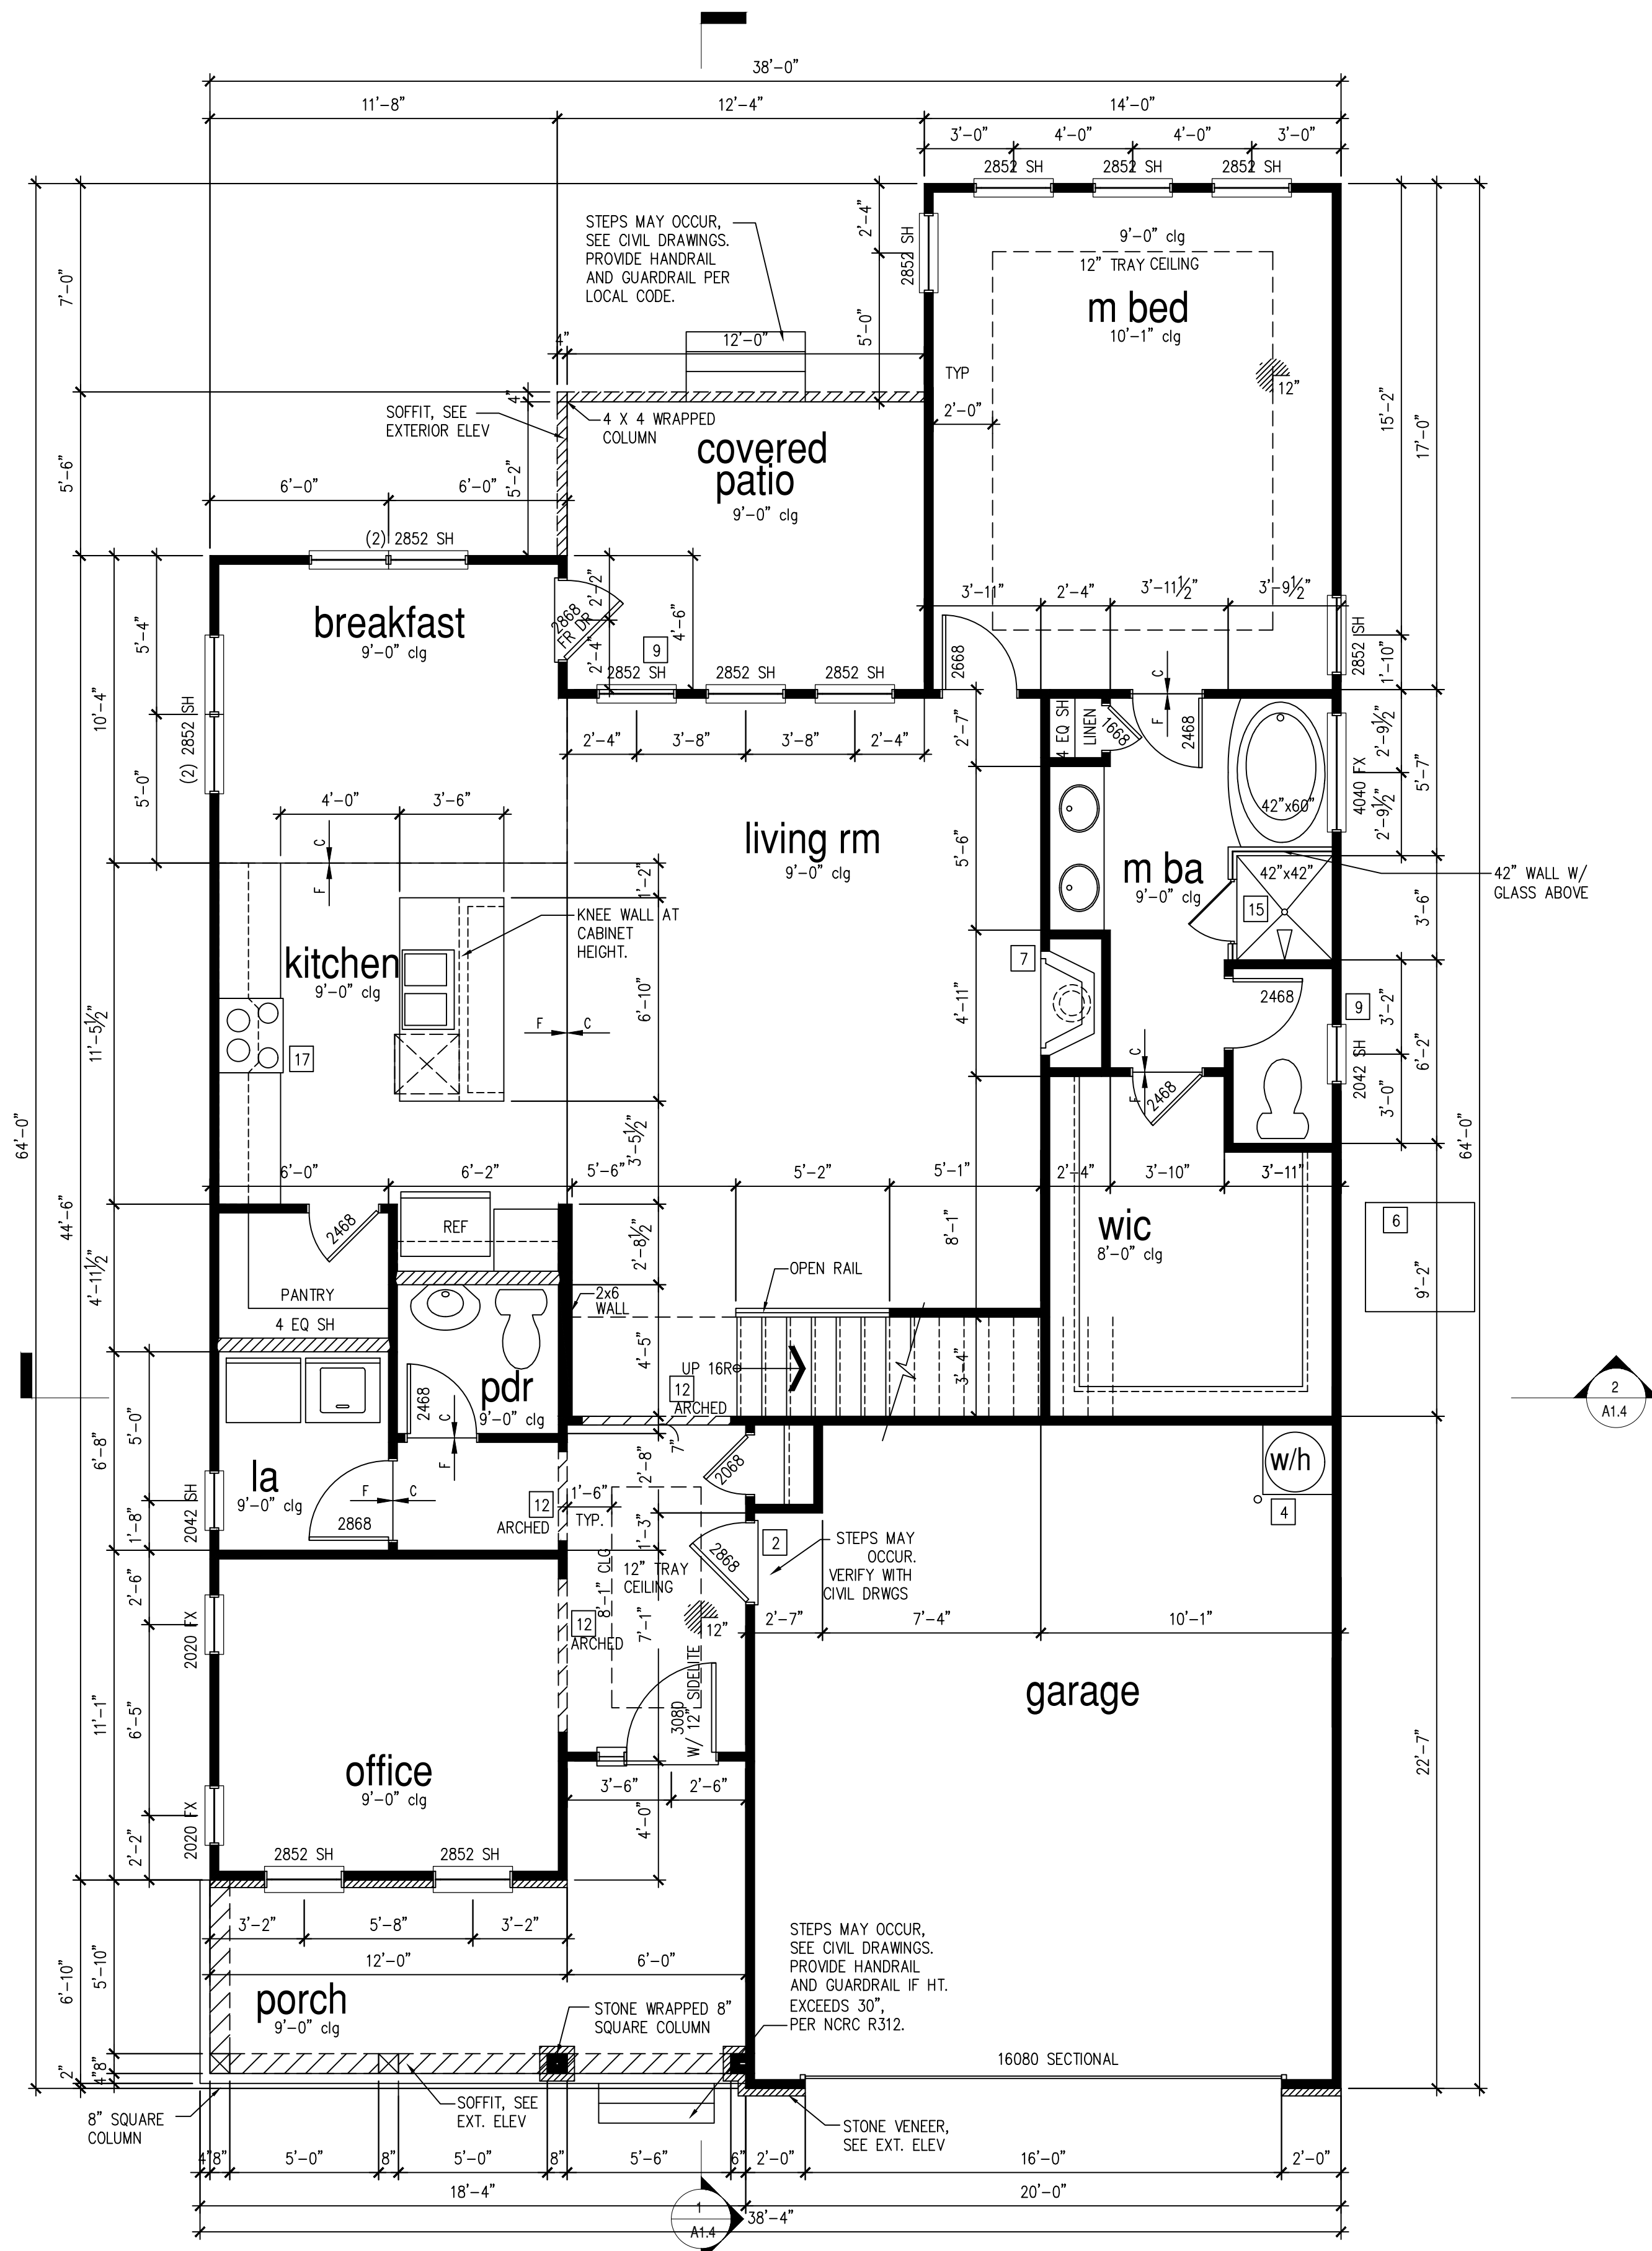 38'-0"
11'-8" 12'-4" 14'-0"
3'-0" 4'-0" 4'-0" 3'-0"
2852 SH 2852 SH 2852 SH
STEPS MAY OCCUR,
SEE CIVIL DRAWINGS.
PROVIDE HANDRAIL
AND GUARDRAIL PER
LOCAL CODE.
2'-4"
2852 SH
9'-0" clg
12" TRAY CEILING
m bed
10'-1" clg
7'-0"
5'-0"
4" 12'-0"
TYP
12"
2'-0"
15'-2"
17'-0"
4"
SOFFIT, SEE
EXTERIOR ELEV
4 X 4 WRAPPED
COLUMN
covered
patio
9'-0" clg
5'-6"
5'-2"
6'-0" 6'-0"
(2) 2852 SH
breakfast
9'-0" clg
2868
FR DR
2'-2"
2'-4"
4'-6"
9
2852 SH 2852 SH 2852 SH
3'-11" 2'-4" 3'-11½" 3'-9½"
2668
2852 SH
1'-10"
5'-4"
10'-4"
5'-0"
(2) 2852 SH
2'-4" 3'-8" 3'-8" 2'-4"
2'-7"
4 EQ SH
LINEN
1668
C
F
2468
42"x60"
4040 FX
2'-9½"
2'-9½"
5'-7"
4'-0" 3'-6"
C
F
living rm
9'-0" clg
5'-6"
m ba
9'-0" clg
42"x42"
15
42" WALL W/
GLASS ABOVE
3'-6"
1'-2"
KNEE WALL AT
CABINET
HEIGHT.
kitchen
9'-0" clg
6'-10"
F C
17
7
4'-11"
2468
9
3'-2"
6'-2"
2042 SH
3'-0"
C
F
2468
11'-5½"
64'-0"
44'-6"
64'-0"
3'-5½"
6'-0" 6'-2" 5'-6" 5'-2" 5'-1" 2'-4" 3'-10" 3'-11"
2468
REF
2'-8½"
8'-1"
wic
8'-0" clg
6
9'-2"
4'-11½"
PANTRY
4 EQ SH
2x6
WALL
OPEN RAIL
4'-5"
UP 16R
3'-4"
12
ARCHED
pdr
9'-0" clg
2468
C
F
2
A1.4
7"
2'-8"
2068
w/h
4
5'-0"
6'-8"
1'-8"
2042 SH
la
9'-0" clg
F C
2868
12
ARCHED
1'-6"
TYP.
1'-3"
8'-1" CLG
12" TRAY
CEILING
2868
2
STEPS MAY
OCCUR.
VERIFY WITH
CIVIL DRWGS
12
ARCHED
7'-1"
12"
2'-7" 7'-4" 10'-1"
2'-6"
2020 FX
11'-1"
6'-5"
3080
W/ 12" SIDELITE
garage
22'-7"
office
9'-0" clg
2020 FX
2'-2"
3'-6" 2'-6"
4'-0"
2852 SH 2852 SH
3'-2" 5'-8" 3'-2"
12'-0" 6'-0"
5'-10"
6'-10"
porch
9'-0" clg
STONE WRAPPED 8"
SQUARE COLUMN
STEPS MAY OCCUR,
SEE CIVIL DRAWINGS.
PROVIDE HANDRAIL
AND GUARDRAIL IF HT.
EXCEEDS 30",
PER NCRC R312.
16080 SECTIONAL
8"
4"
2"
8" SQUARE
COLUMN
SOFFIT, SEE
EXT. ELEV
STONE VENEER,
SEE EXT. ELEV
4" 8" 5'-0" 8" 5'-0" 8" 5'-6" 6" 2'-0" 16'-0" 2'-0"
18'-4" 20'-0"
1
A1.4
38'-4"